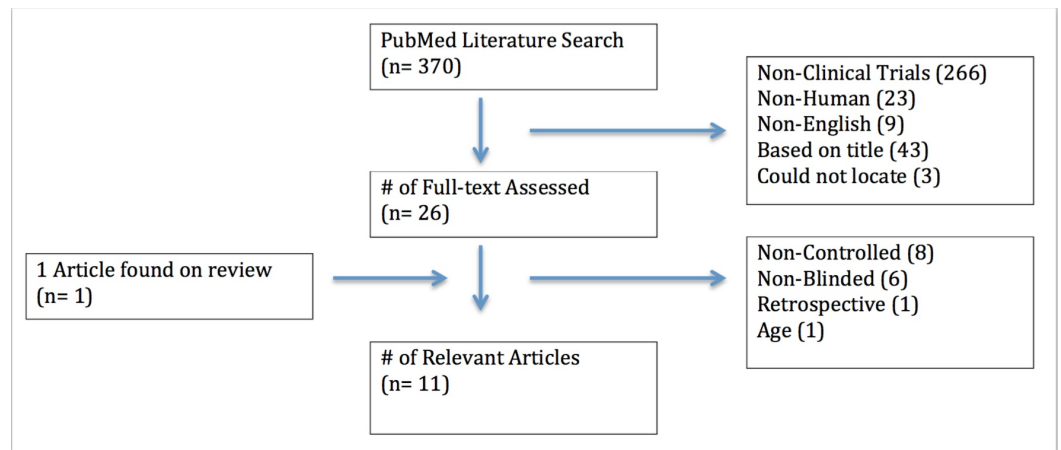 PubMed Literature Search
(n= 370)
Non-Clinical Trials (266)
Non-Human (23)
Non-English (9)
Based on title (43)
Could not locate (3)
# of Full-text Assessed
(n= 26)
1 Article found on review
(n= 1)
Non-Controlled (8)
Non-Blinded (6)
Retrospective (1)
Age (1)
# of Relevant Articles
(n= 11)